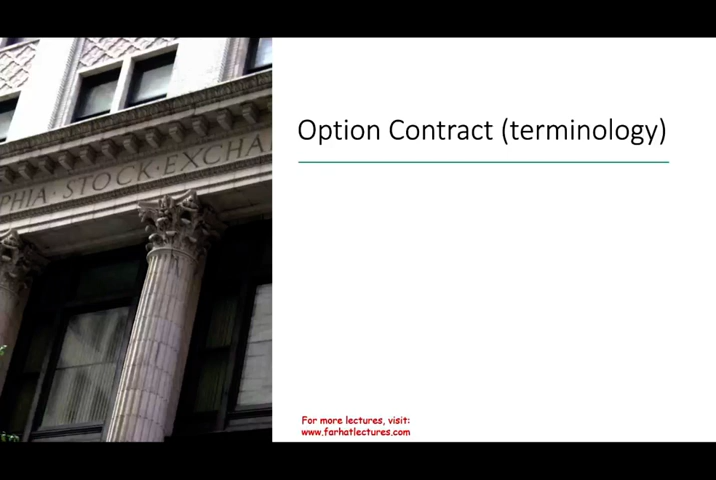 PHIA · STOCK · EXCHA
Option Contract (terminology)
For more lectures, visit:
www.farhatlectures.com